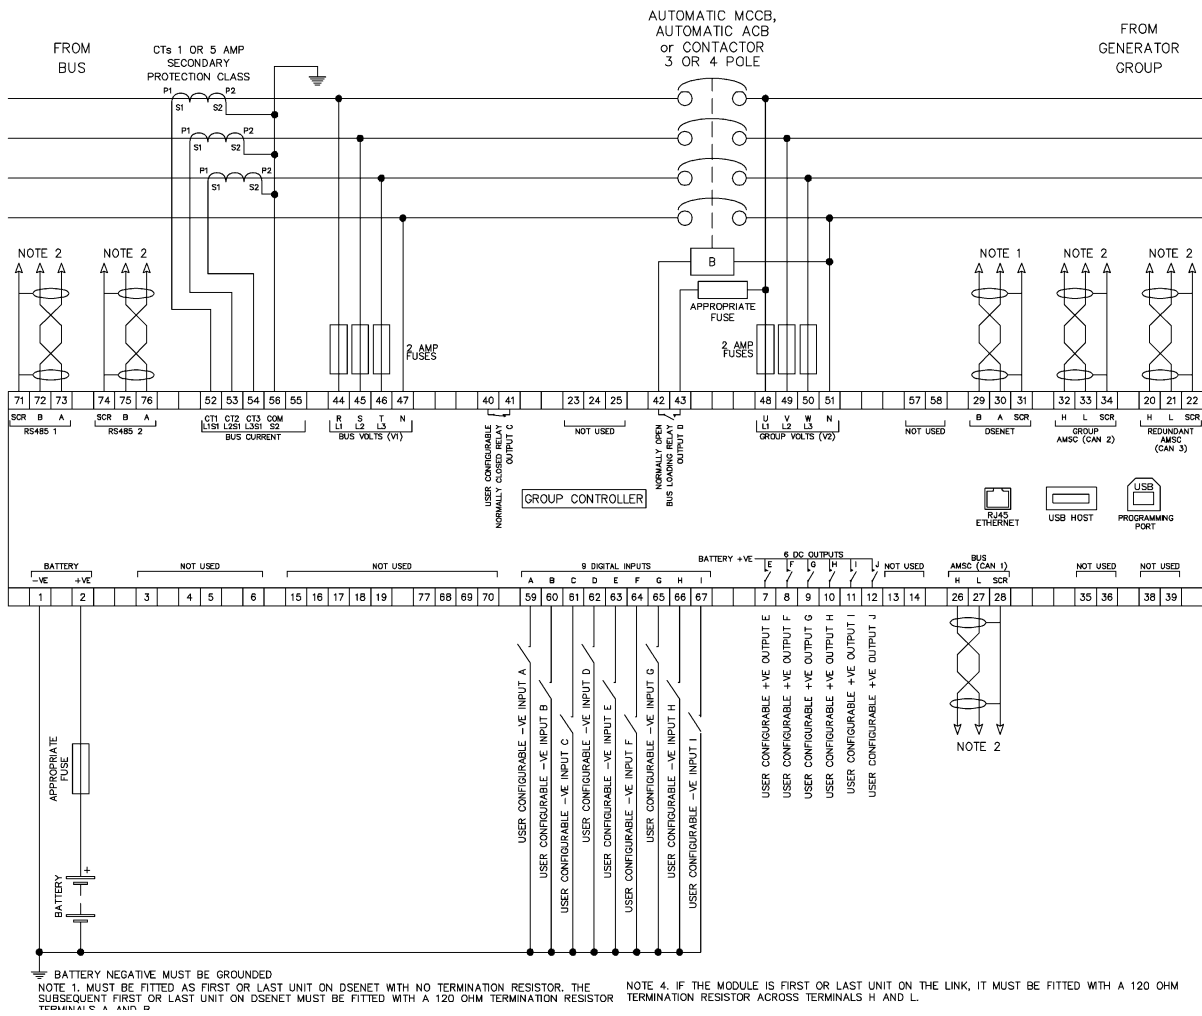 FROM
BUS
CTs 1 OR 5 AMP
SECONDARY
PROTECTION CLASS
AUTOMATIC MCCB,
AUTOMATIC ACB
or CONTACTOR
3 OR 4 POLE
FROM
GENERATOR
GROUP
P1 P2
S1 S2
P1 P2
S1 S2
P1 P2
S1 S2
NOTE 2
NOTE 2
B
NOTE 1
NOTE 2
NOTE 2
APPROPRIATE
FUSE
2 AMP
FUSES
2 AMP
FUSES
71 72 73 74 75 76 52 53 54 56 55 44 45 46 47 40 41 23 24 25 42 43 48 49 50 51 57 58 29 30 31 32 33 34 20 21 22
SCR B A
RS485 1
SCR B A
RS485 2
CT1 CT2 CT3 COM
L1S1 L2S1 L3S1 S2
BUS CURRENT
R S T N
L1 L2 L3
BUS VOLTS (V1)
USER CONFIGURABLE
NORMALLY CLOSED RELAY
OUTPUT C
NOT USED
NORMALLY OPEN
BUS LOADING RELAY
OUTPUT D
U V W N
L1 L2 L3
GROUP VOLTS (V2)
NOT USED
B A SCR
DSENET
H L SCR
GROUP
AMSC (CAN 2)
H L SCR
REDUNDANT
AMSC
(CAN 3)
GROUP CONTROLLER
RJ45
ETHERNET
USB HOST
USB
PROGRAMMING
PORT
BATTERY
-VE +VE
NOT USED
NOT USED
9 DIGITAL INPUTS
A B C D E F G H I
BATTERY +VE
6 DC OUTPUTS
E F G H I J
NOT USED
BUS
AMSC (CAN 1)
H L SCR
NOT USED
NOT USED
1 2 3 4 5 6 15 16 17 18 19 77 68 69 70 59 60 61 62 63 64 65 66 67 7 8 9 10 11 12 13 14 26 27 28 35 36 38 39
USER CONFIGURABLE -VE INPUT A
USER CONFIGURABLE -VE INPUT B
USER CONFIGURABLE -VE INPUT C
USER CONFIGURABLE -VE INPUT D
USER CONFIGURABLE -VE INPUT E
USER CONFIGURABLE -VE INPUT F
USER CONFIGURABLE -VE INPUT G
USER CONFIGURABLE -VE INPUT H
USER CONFIGURABLE -VE INPUT I
USER CONFIGURABLE +VE OUTPUT E
USER CONFIGURABLE +VE OUTPUT F
USER CONFIGURABLE +VE OUTPUT G
USER CONFIGURABLE +VE OUTPUT H
USER CONFIGURABLE +VE OUTPUT I
USER CONFIGURABLE +VE OUTPUT J
NOTE 2
APPROPRIATE
FUSE
+
BATTERY
BATTERY NEGATIVE MUST BE GROUNDED
NOTE 1. MUST BE FITTED AS FIRST OR LAST UNIT ON DSENET WITH NO TERMINATION RESISTOR. THE
SUBSEQUENT FIRST OR LAST UNIT ON DSENET MUST BE FITTED WITH A 120 OHM TERMINATION RESISTOR
TERMINALS A AND B
NOTE 4. IF THE MODULE IS FIRST OR LAST UNIT ON THE LINK, IT MUST BE FITTED WITH A 120 OHM
TERMINATION RESISTOR ACROSS TERMINALS H AND L.